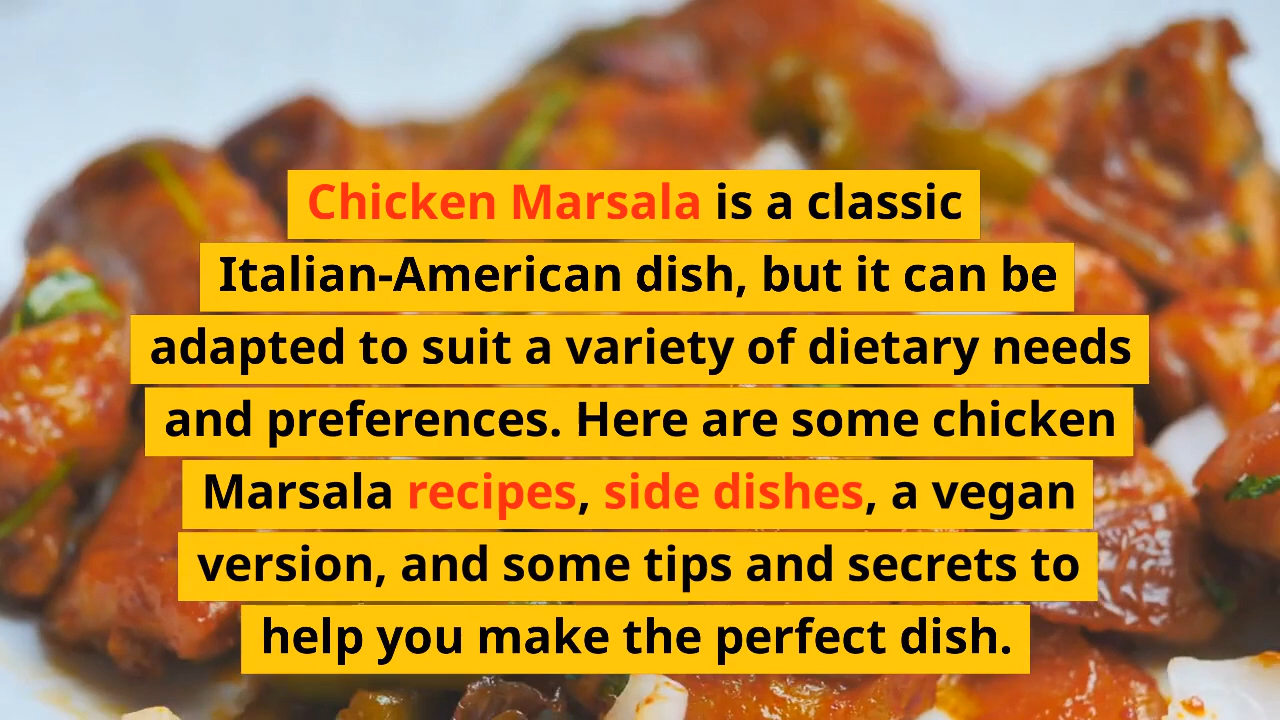 Chicken Marsala is a classic
Italian-American dish, but it can be
adapted to suit a variety of dietary needs
and preferences. Here are some chicken
Marsala recipes, side dishes, a vegan
version, and some tips and secrets to
help you make the perfect dish.